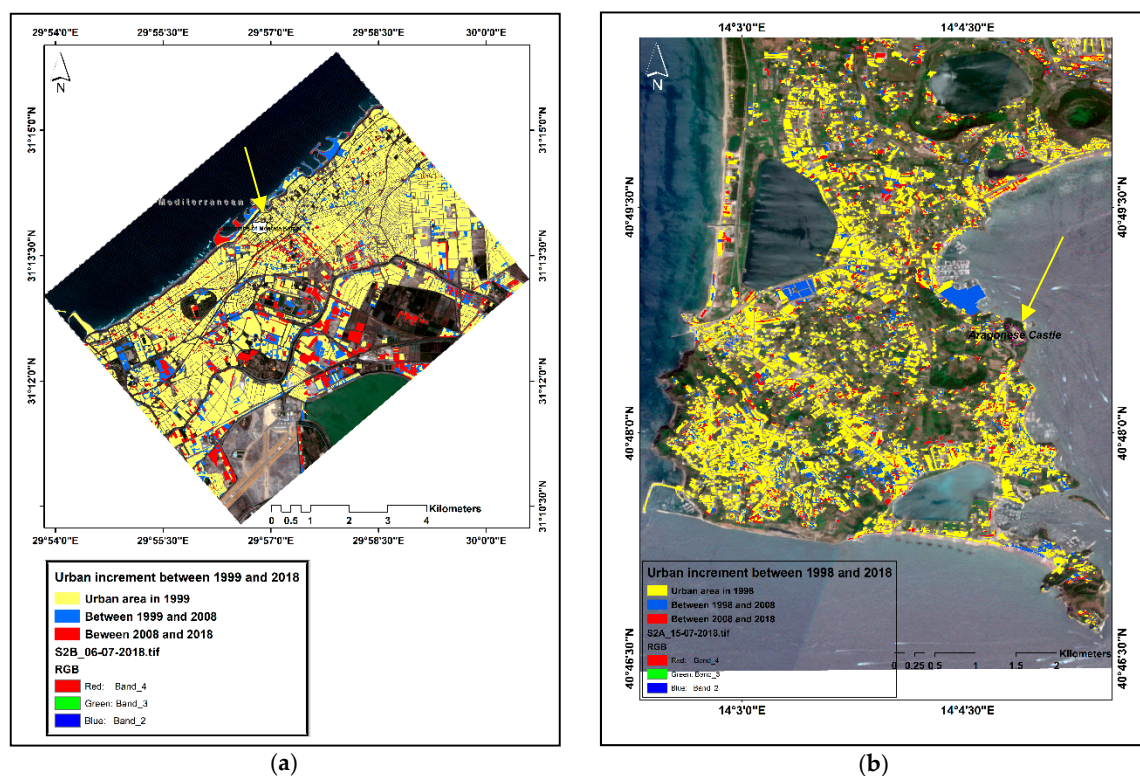 29°54'0"E 29°55'30"E 29°57'0"E 29°58'30"E 30°0'0"E
N
31°15'0"N
31°13'30"N
31°12'0"N
31°10'30"N
31°15'0"N
31°13'30"N
31°12'0"N
31°10'30"N
Mediterranean
Kilometers
0 0.5 1 2 3 4
29°54'0"E 29°55'30"E 29°57'0"E 29°58'30"E 30°0'0"E
Urban increment between 1999 and 2018
Urban area in 1999
Between 1999 and 2008
Beween 2008 and 2018
S2B_06-07-2018.tif
RGB
Red: Band_4
Green: Band_3
Blue: Band_2
(a)
14°3'0"E 14°4'30"E
N
40°49'30"N
40°48'0"N
40°46'30"N
40°49'30"N
40°48'0"N
40°46'30"N
Aragonese Castle
Urban increment between 1998 and 2018
Urban area in 1998
Between 1998 and 2008
Between 2008 and 2018
S2A_15-07-2018.tif
RGB
Red: Band_4
Green: Band_3
Blue: Band_2
Kilometers
0 0.25 0.5 1 1.5 2
14°3'0"E 14°4'30"E
(b)